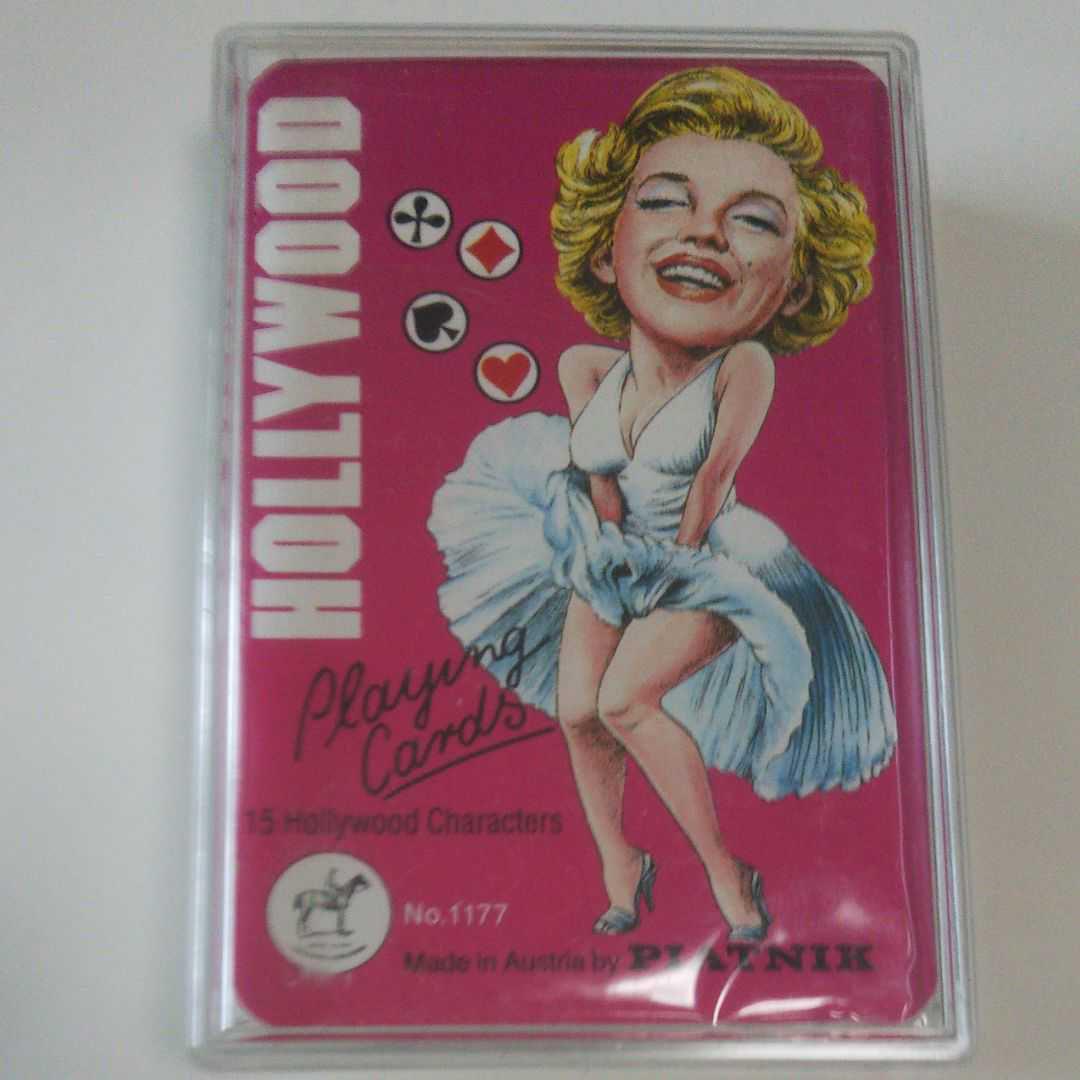 HOLLYWOOD
Playing
Cards
15 Hollywood Characters
No.1177
Made in Austria by PIATNIK